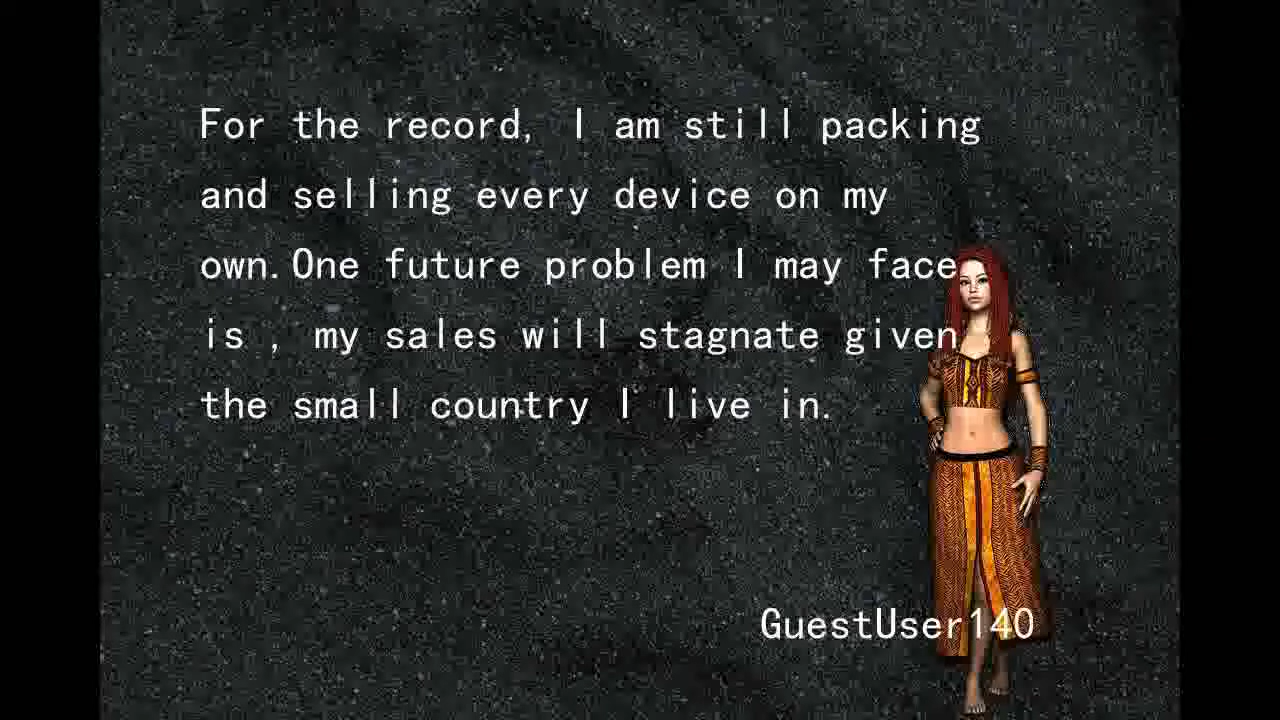 For the record, I am still packing
and selling every device on my
own.One future problem I may face
is , my sales will stagnate given
the small country I live in.
GuestUser140